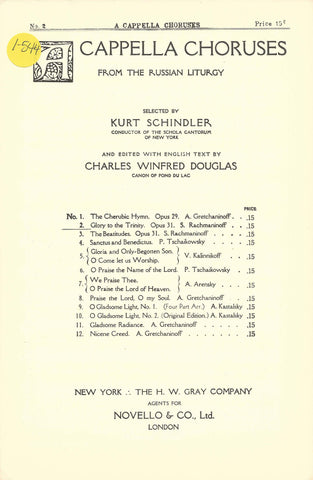 No. 2 A CAPPELLA CHORUSES Price 15¢
1-544
A CAPPELLA CHORUSES
FROM THE RUSSIAN LITURGY
SELECTED BY
KURT SCHINDLER
CONDUCTOR OF THE SCHOLA CANTORUM
OF NEW YORK
AND EDITED WITH ENGLISH TEXT BY
CHARLES WINFRED DOUGLAS
CANON OF FOND DU LAC
PRICE
No. 1. The Cherubic Hymn. Opus 29. A. Gretchaninoff . . .15
2. Glory to the Trinity. Opus 31. S. Rachmaninoff . . .15
3. The Beatitudes. Opus 31. S. Rachmaninoff . . . .15
4. Sanctus and Benedictus. P. Tschaikowsky . . . .15
5. { Gloria and Only-Begotten Son. } V. Kalinnikoff . . .15
{ O Come let us Worship. }
6. O Praise the Name of the Lord. P. Tschaikowsky . .15
7. { We Praise Thee. } A. Arensky . . . .15
{ O Praise the Lord of Heaven. }
8. Praise the Lord, O my Soul. A. Gretchaninoff . . .15
9. O Gladsome Light, No. 1. (Four Part Arr.) A. Kastalsky .15
10. O Gladsome Light, No. 2. (Original Edition.) A. Kastalsky .15
11. Gladsome Radiance. A. Gretchaninoff . . . . . .15
12. Nicene Creed. A. Gretchaninoff . . . . . . . .15
NEW YORK ∴ THE H. W. GRAY COMPANY
AGENTS FOR
NOVELLO & CO., Ltd.
LONDON